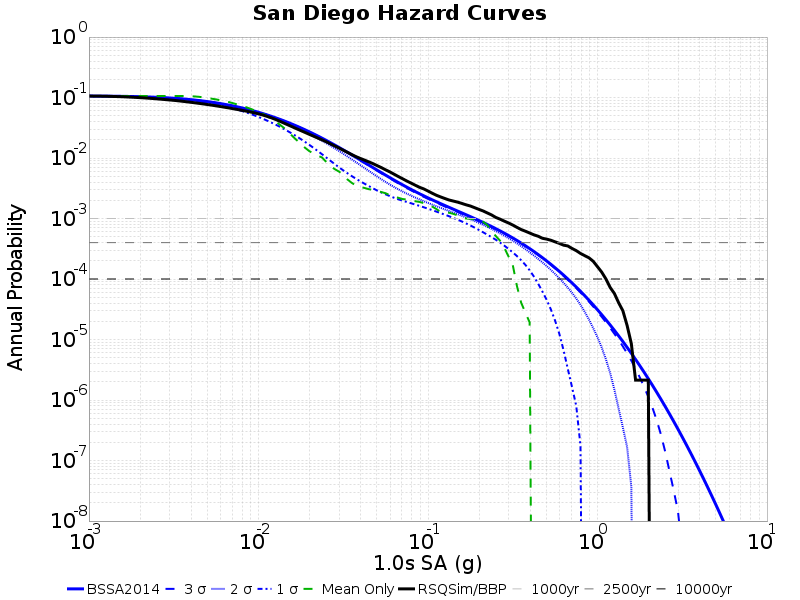 San Diego Hazard Curves
Annual Probability
10^0
10^-1
10^-2
10^-3
10^-4
10^-5
10^-6
10^-7
10^-8
10^-3 10^-2 10^-1 10^0 10^1
1.0s SA (g)
BSSA2014 3 σ 2 σ 1 σ Mean Only RSQSim/BBP 1000yr 2500yr 10000yr